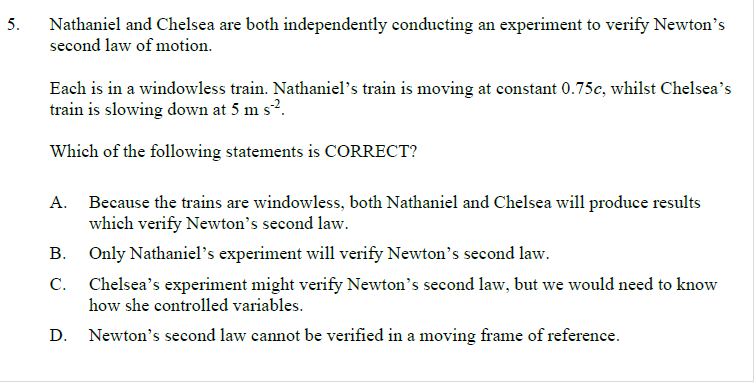 5. Nathaniel and Chelsea are both independently conducting an experiment to verify Newton’s
second law of motion.
Each is in a windowless train. Nathaniel’s train is moving at constant 0.75c, whilst Chelsea’s
train is slowing down at 5 m s⁻².
Which of the following statements is CORRECT?
A. Because the trains are windowless, both Nathaniel and Chelsea will produce results
which verify Newton’s second law.
B. Only Nathaniel’s experiment will verify Newton’s second law.
C. Chelsea’s experiment might verify Newton’s second law, but we would need to know
how she controlled variables.
D. Newton’s second law cannot be verified in a moving frame of reference.